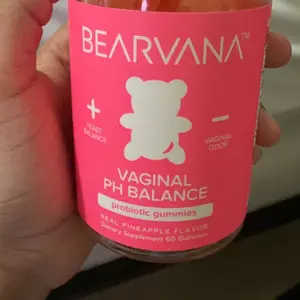 BEARVANA™
+
YEAST
BALANCE
−
VAGINAL
ODOR
VAGINAL
PH BALANCE
probiotic gummies
REAL PINEAPPLE FLAVOR
Dietary Supplement 60 Gummies